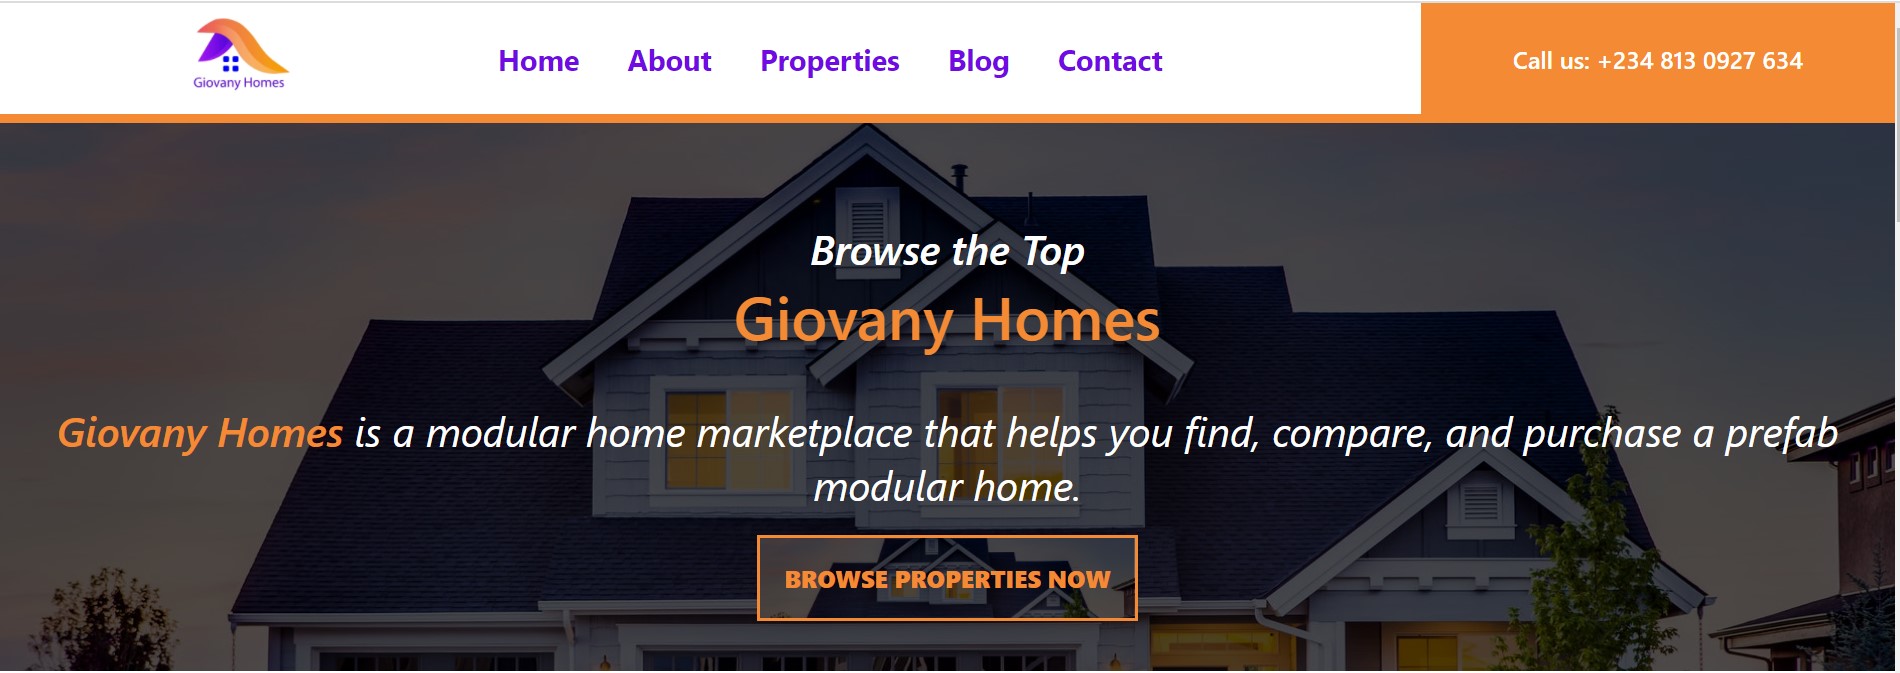 Giovany Homes
Home About Properties Blog Contact
Call us: +234 813 0927 634
Browse the Top
Giovany Homes
Giovany Homes is a modular home marketplace that helps you find, compare, and purchase a prefab
modular home.
BROWSE PROPERTIES NOW